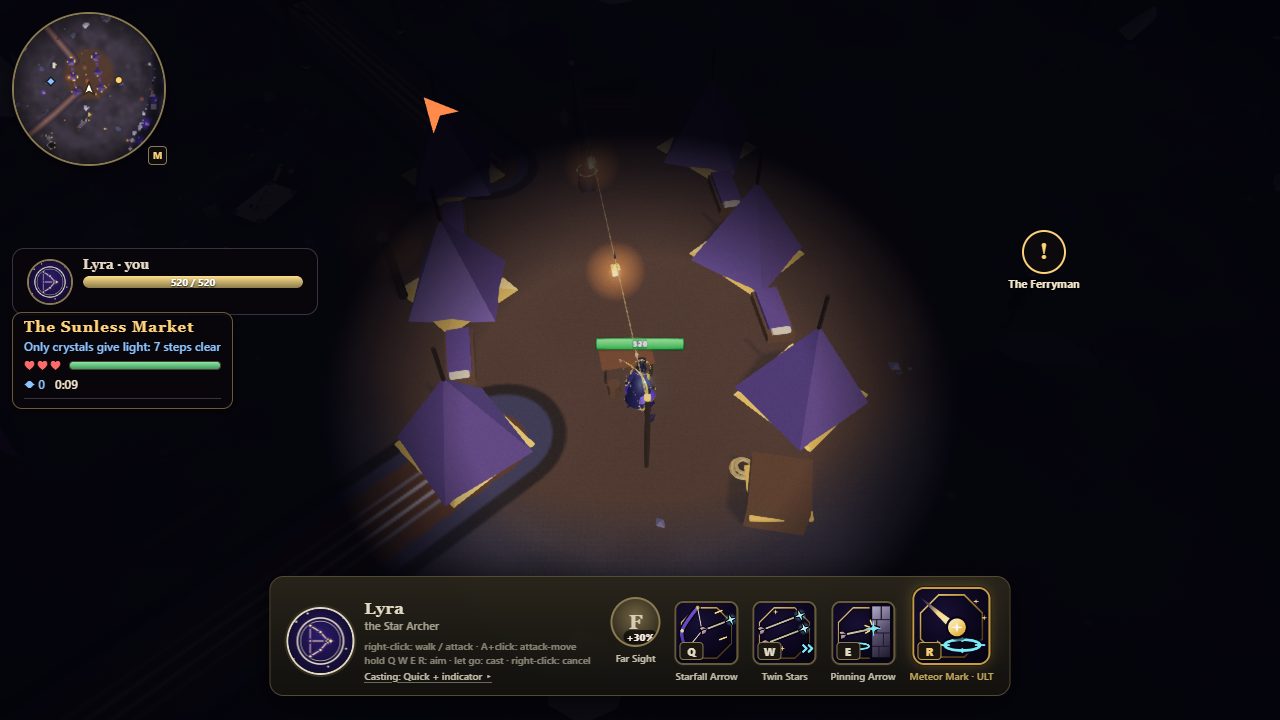 M
Lyra · you
520 / 520
The Sunless Market
Only crystals give light: 7 steps clear
0 0:09
520
!
The Ferryman
Lyra
the Star Archer
right-click: walk / attack · A+click: attack-move
hold Q W E R: aim · let go: cast · right-click: cancel
Casting: Quick + indicator ▸
F
+30%
Far Sight
Q
Starfall Arrow
W
Twin Stars
E
Pinning Arrow
R
Meteor Mark · ULT